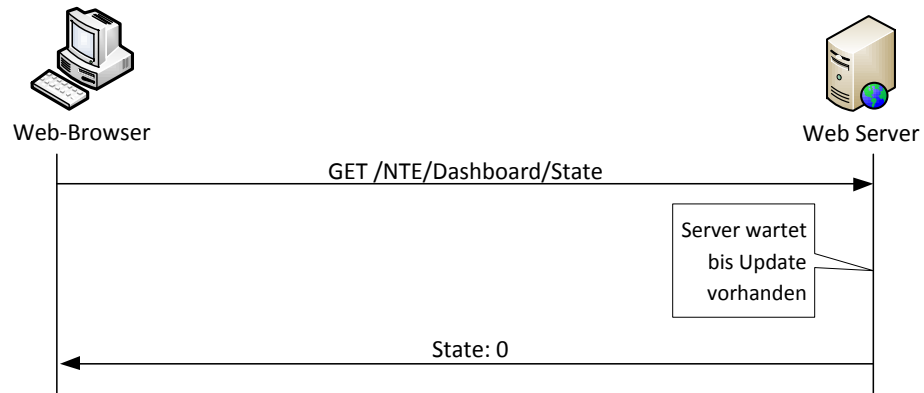 Web-Browser
Web Server
GET /NTE/Dashboard/State
Server wartet
bis Update
vorhanden
State: 0